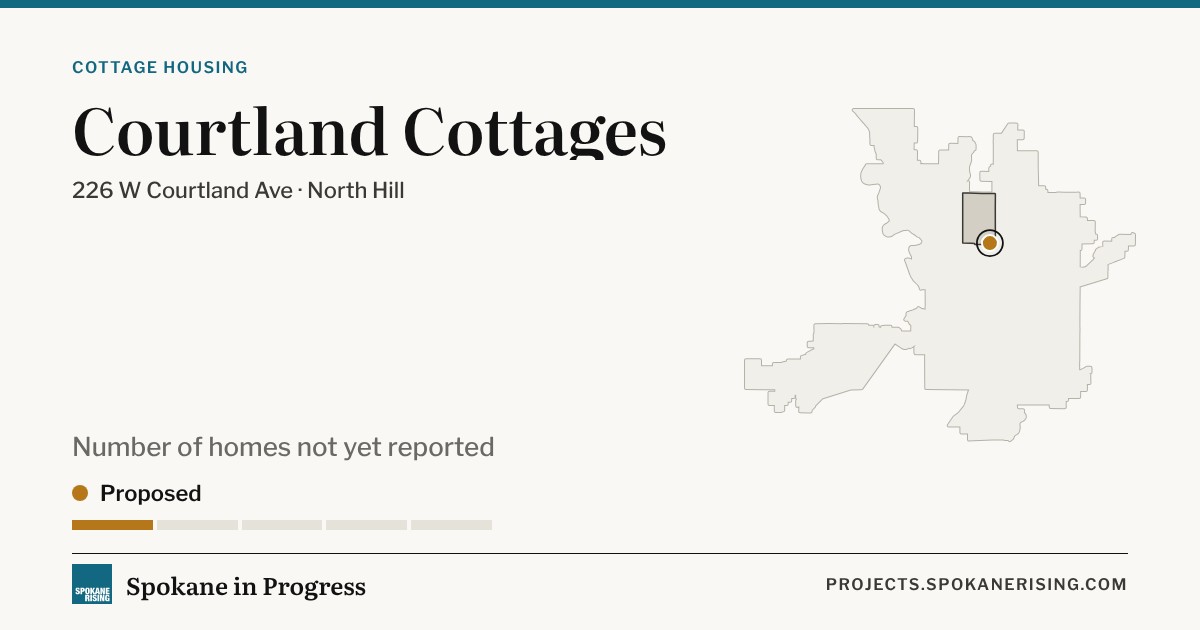 COTTAGE HOUSING
Courtland Cottages
226 W Courtland Ave · North Hill
Number of homes not yet reported
Proposed
SPOKANE
RISING
Spokane in Progress
PROJECTS.SPOKANERISING.COM